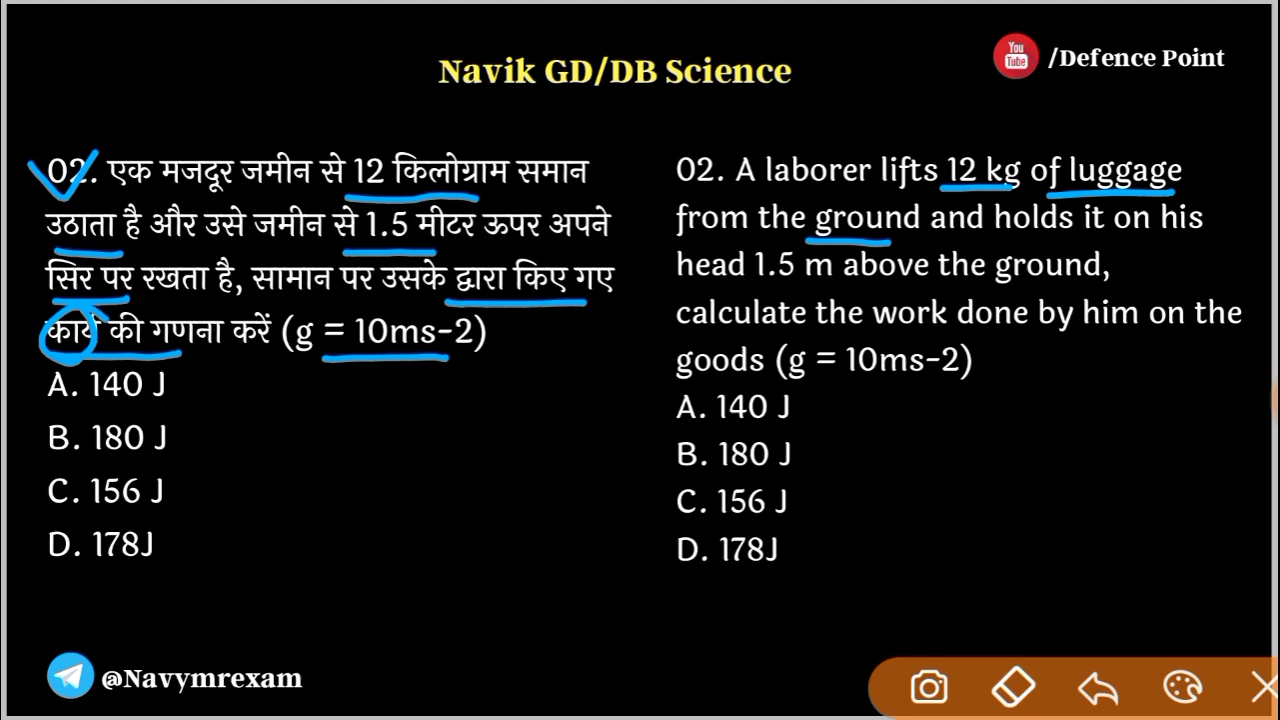 Navik GD/DB Science
You
Tube
/Defence Point
02. एक मजदूर जमीन से 12 किलोग्राम समान
उठाता है और उसे जमीन से 1.5 मीटर ऊपर अपने
सिर पर रखता है, सामान पर उसके द्वारा किए गए
कार्य की गणना करें (g = 10ms-2)
A. 140 J
B. 180 J
C. 156 J
D. 178J
02. A laborer lifts 12 kg of luggage
from the ground and holds it on his
head 1.5 m above the ground,
calculate the work done by him on the
goods (g = 10ms-2)
A. 140 J
B. 180 J
C. 156 J
D. 178J
@Navymrexam